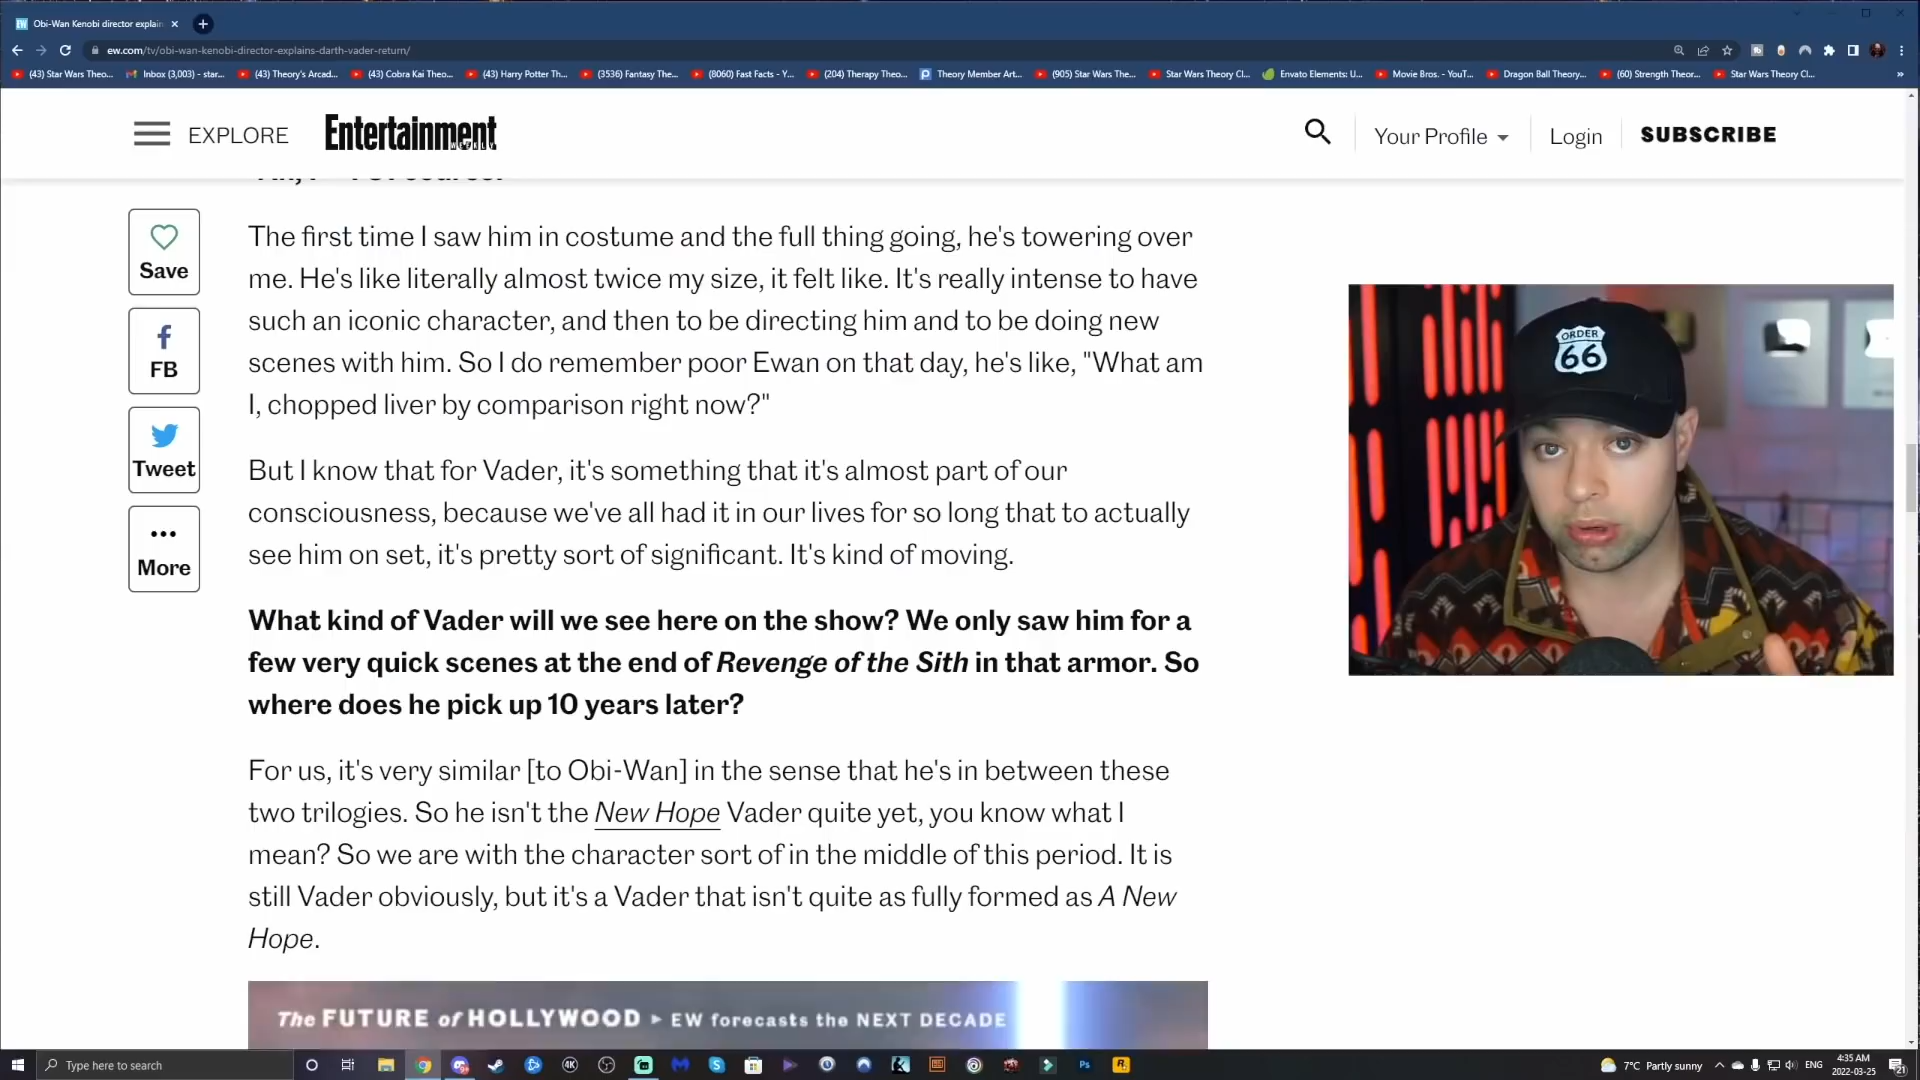 Obi-Wan Kenobi director explain
ew.com/tv/obi-wan-kenobi-director-explains-darth-vader-return/
(43) Star Wars Theo...
Inbox (3,003) - star...
(43) Theory's Arcad...
(43) Cobra Kai Theo...
(43) Harry Potter Th...
(3536) Fantasy The...
(8060) Fast Facts - Y...
(204) Therapy Theo...
Theory Member Art...
(905) Star Wars The...
Star Wars Theory Cl...
Envato Elements: U...
Movie Bros. - YouT...
Dragon Ball Theory...
(60) Strength Theor...
Star Wars Theory Cl...
EXPLORE
Entertainment
WEEKLY
Your Profile
Login
SUBSCRIBE
Save
FB
Tweet
More
The first time I saw him in costume and the full thing going, he's towering over
me. He's like literally almost twice my size, it felt like. It's really intense to have
such an iconic character, and then to be directing him and to be doing new
scenes with him. So I do remember poor Ewan on that day, he's like, "What am
I, chopped liver by comparison right now?"
But I know that for Vader, it's something that it's almost part of our
consciousness, because we've all had it in our lives for so long that to actually
see him on set, it's pretty sort of significant. It's kind of moving.
What kind of Vader will we see here on the show? We only saw him for a
few very quick scenes at the end of Revenge of the Sith in that armor. So
where does he pick up 10 years later?
For us, it's very similar [to Obi-Wan] in the sense that he's in between these
two trilogies. So he isn't the New Hope Vader quite yet, you know what I
mean? So we are with the character sort of in the middle of this period. It is
still Vader obviously, but it's a Vader that isn't quite as fully formed as A New
Hope.
The FUTURE of HOLLYWOOD ▸ EW forecasts the NEXT DECADE
ORDER
66
Type here to search
4K
Ps
R
7°C Partly sunny
ENG
4:35 AM
2022-03-25
21